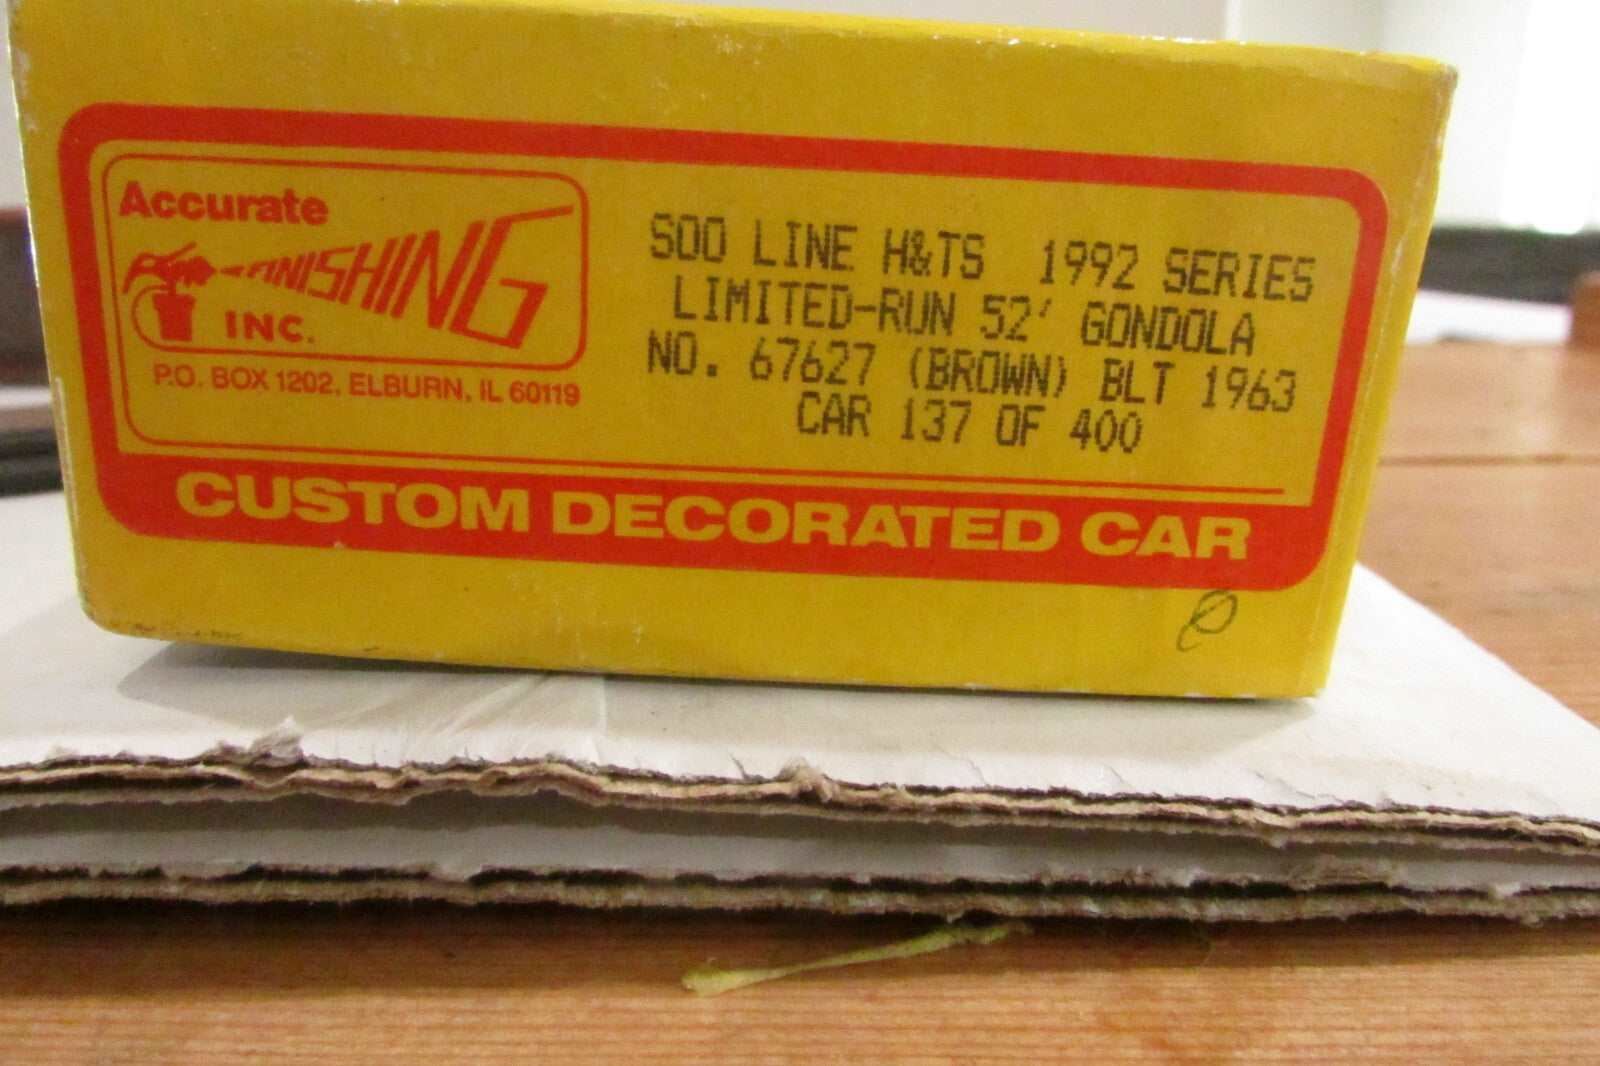 Accurate
FINISHING
INC.
P.O. BOX 1202, ELBURN, IL 60119
SOO LINE H&TS 1992 SERIES
LIMITED-RUN 52' GONDOLA
NO. 67627 (BROWN) BLT 1963
CAR 137 OF 400
CUSTOM DECORATED CAR